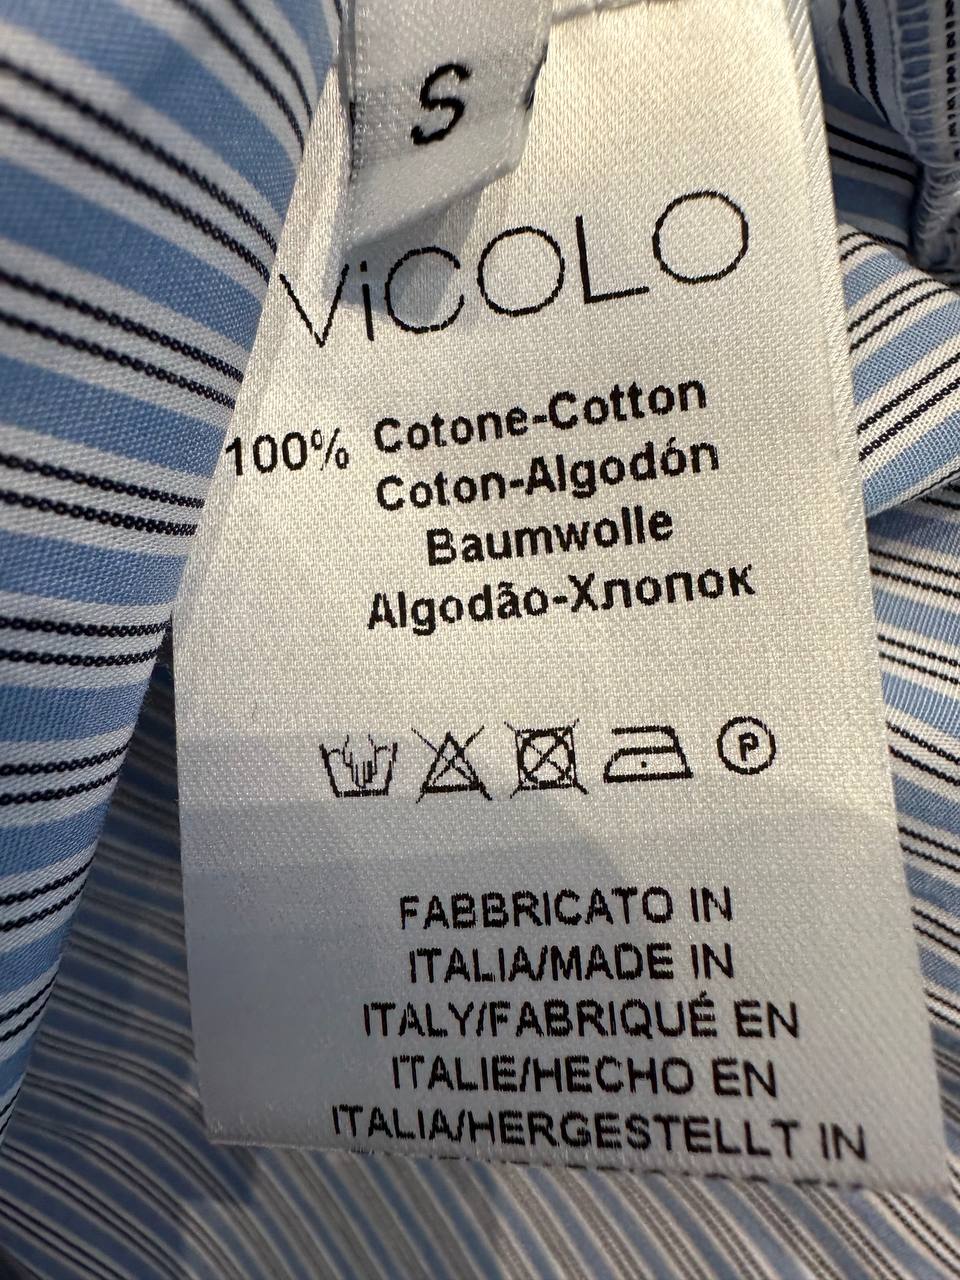 S
ViCOLO
100% Cotone-Cotton
Coton-Algodón
Baumwolle
Algodão-Хлопок
P
FABBRICATO IN
ITALIA/MADE IN
ITALY/FABRIQUÉ EN
ITALIE/HECHO EN
ITALIA/HERGESTELLT IN